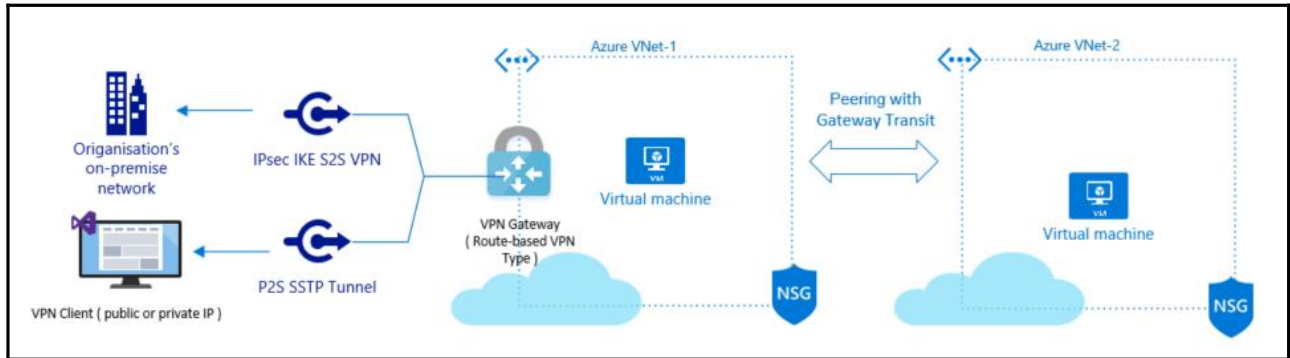 Azure VNet-1
Azure VNet-2
Peering with
Gateway Transit
Origanisation's
on-premise
network
IPsec IKE S2S VPN
VM
Virtual machine
VM
Virtual machine
VPN Gateway
( Route-based VPN
Type )
P2S SSTP Tunnel
VPN Client ( public or private IP )
NSG
NSG